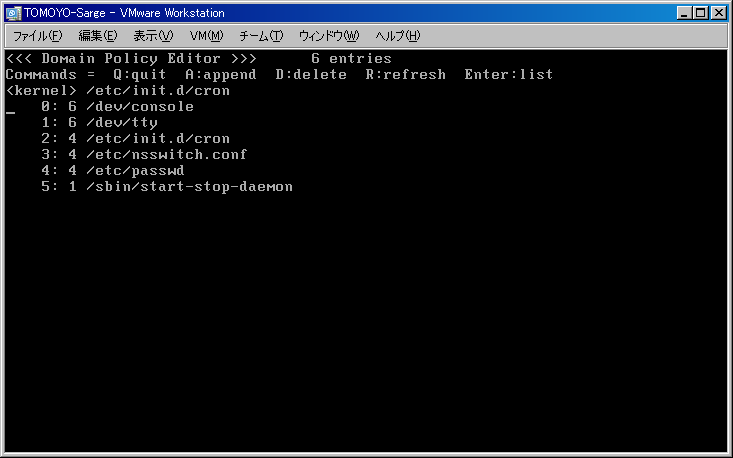 TOMOYO-Sarge - VMware Workstation
ファイル(F) 編集(E) 表示(V) VM(M) チーム(T) ウィンドウ(W) ヘルプ(H)
<<< Domain Policy Editor >>>      6 entries
Commands =  Q:quit  A:append  D:delete  R:refresh  Enter:list
<kernel> /etc/init.d/cron
    0: 6 /dev/console
    1: 6 /dev/tty
    2: 4 /etc/init.d/cron
    3: 4 /etc/nsswitch.conf
    4: 4 /etc/passwd
    5: 1 /sbin/start-stop-daemon